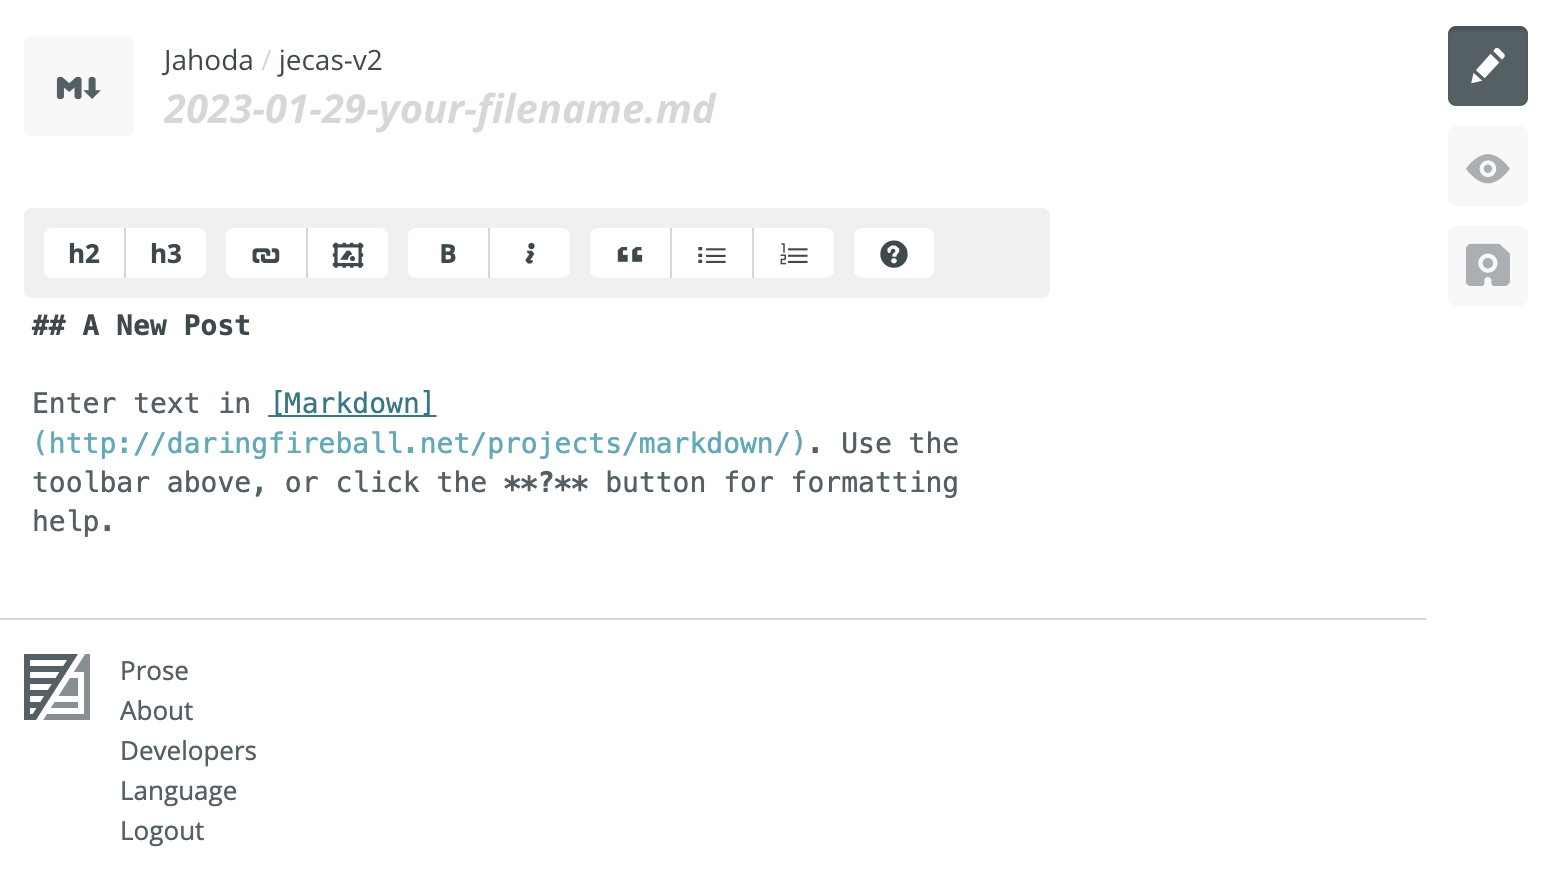 M
Jahoda / jecas-v2
2023-01-29-your-filename.md
h2 h3 B i “ ?
## A New Post
Enter text in [Markdown]
(http://daringfireball.net/projects/markdown/). Use the
toolbar above, or click the **?** button for formatting
help.
Prose
About
Developers
Language
Logout